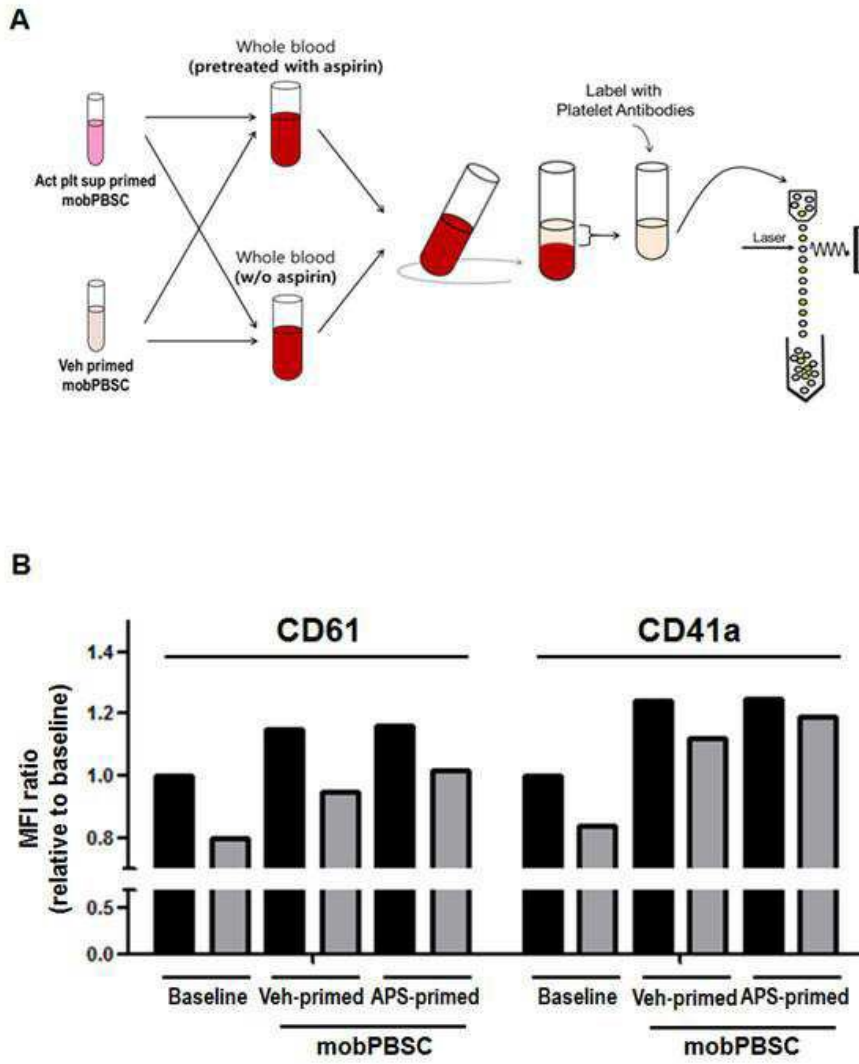 A
Whole blood
(pretreated with aspirin)
Act plt sup primed
mobPBSC
Whole blood
(w/o aspirin)
Veh primed
mobPBSC
Label with
Platelet Antibodies
Laser
B
CD61
CD41a
MFI ratio
(relative to baseline)
1.4
1.2
1.0
0.8
0.5
0.0
Baseline
Veh-primed
APS-primed
Baseline
Veh-primed
APS-primed
mobPBSC
mobPBSC